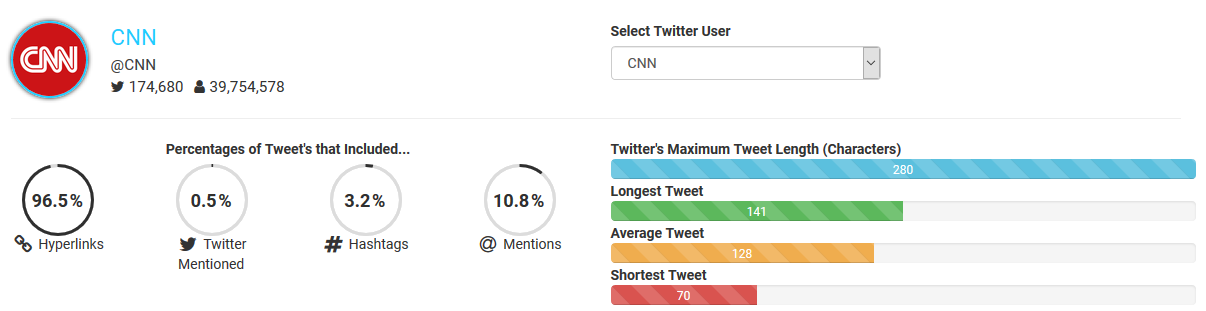 CNN
CNN
@CNN
174,680 39,754,578
Select Twitter User
CNN
Percentages of Tweet's that Included...
96.5%
Hyperlinks
0.5%
Twitter
Mentioned
3.2%
# Hashtags
10.8%
@ Mentions
Twitter's Maximum Tweet Length (Characters)
280
Longest Tweet
141
Average Tweet
128
Shortest Tweet
70